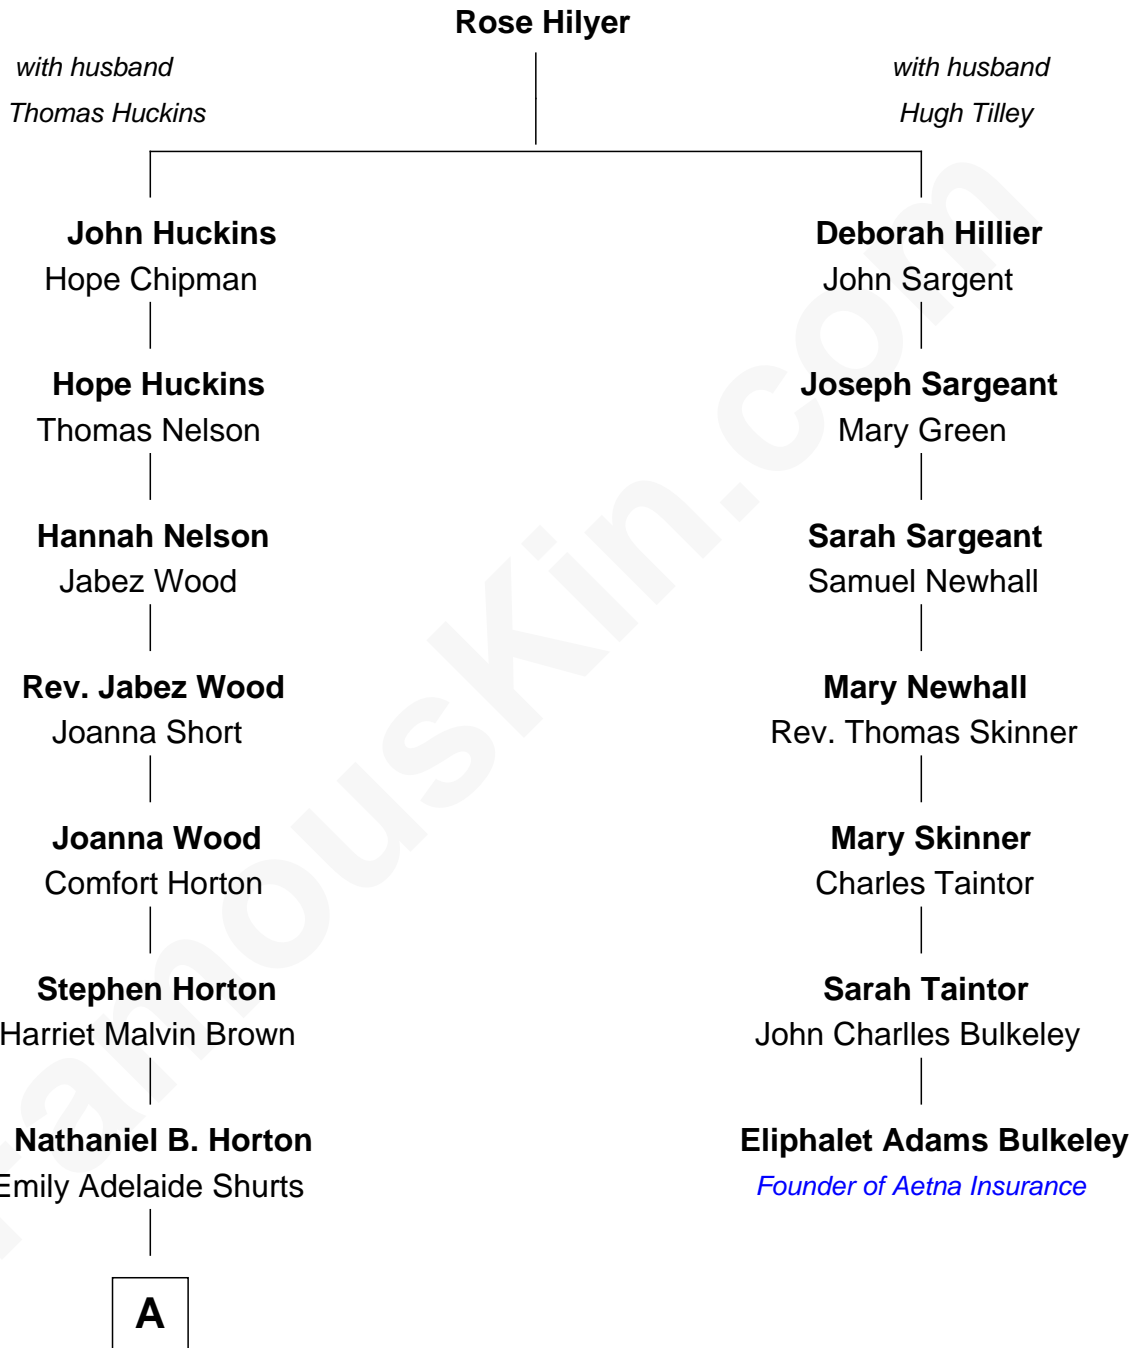 Rose Hilyer
with husband
Thomas Huckins
with husband
Hugh Tilley
John Huckins
Hope Chipman
Hope Huckins
Thomas Nelson
Hannah Nelson
Jabez Wood
Rev. Jabez Wood
Joanna Short
Joanna Wood
Comfort Horton
Stephen Horton
Harriet Malvin Brown
Nathaniel B. Horton
Emily Adelaide Shurts
A
Deborah Hillier
John Sargent
Joseph Sargeant
Mary Green
Sarah Sargeant
Samuel Newhall
Mary Newhall
Rev. Thomas Skinner
Mary Skinner
Charles Taintor
Sarah Taintor
John Charlles Bulkeley
Eliphalet Adams Bulkeley
Founder of Aetna Insurance
FamousKin.com